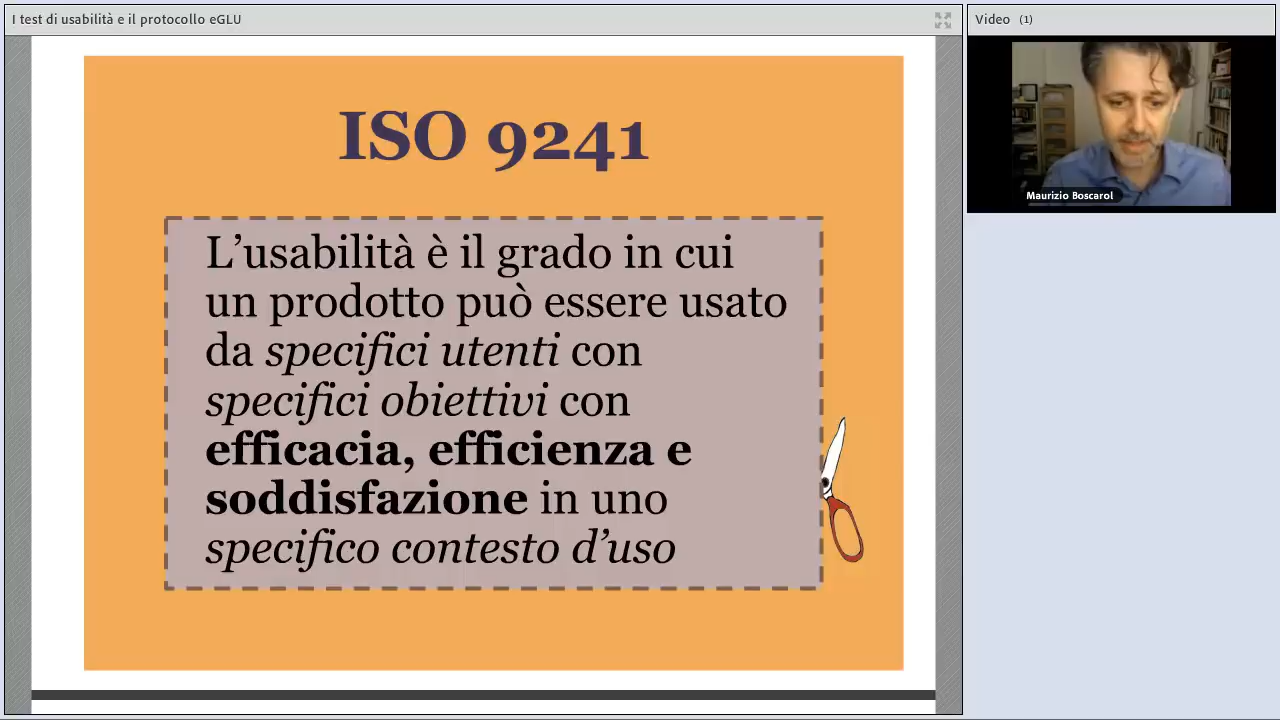 I test di usabilità e il protocollo eGLU
Video (1)
Maurizio Boscarol
ISO 9241
L’usabilità è il grado in cui
un prodotto può essere usato
da specifici utenti con
specifici obiettivi con
efficacia, efficienza e
soddisfazione in uno
specifico contesto d’uso